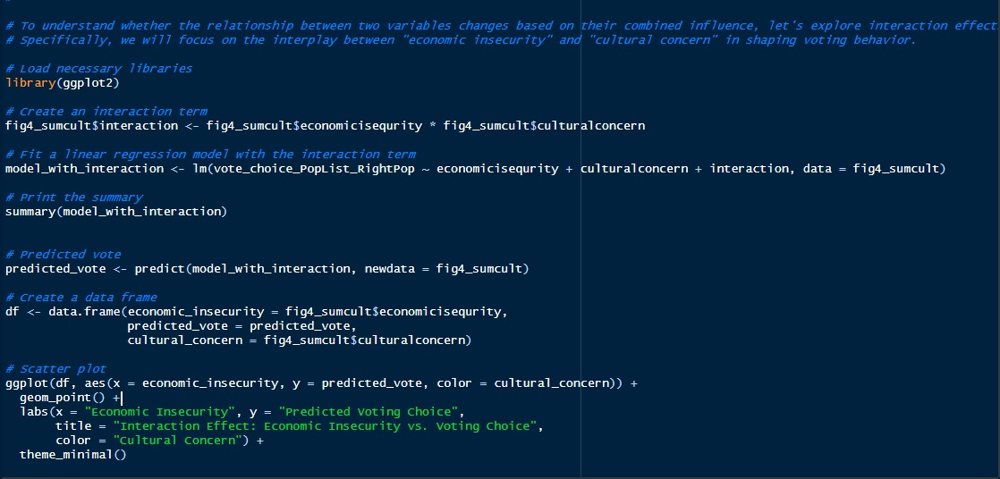 # To understand whether the relationship between two variables changes based on their combined influence, let's explore interaction effect
# Specifically, we will focus on the interplay between "economic insecurity" and "cultural concern" in shaping voting behavior.
# Load necessary libraries
library(ggplot2)
# Create an interaction term
fig4_sumcult$interaction <- fig4_sumcult$economicisequrity * fig4_sumcult$culturalconcern
# Fit a linear regression model with the interaction term
model_with_interaction <- lm(vote_choice_PopList_RightPop ~ economicisequrity + culturalconcern + interaction, data = fig4_sumcult)
# Print the summary
summary(model_with_interaction)
# Predicted vote
predicted_vote <- predict(model_with_interaction, newdata = fig4_sumcult)
# Create a data frame
df <- data.frame(economic_insecurity = fig4_sumcult$economicisequrity,
predicted_vote = predicted_vote,
cultural_concern = fig4_sumcult$culturalconcern)
# Scatter plot
ggplot(df, aes(x = economic_insecurity, y = predicted_vote, color = cultural_concern)) +
geom_point() +
labs(x = "Economic Insecurity", y = "Predicted Voting Choice",
title = "Interaction Effect: Economic Insecurity vs. Voting Choice",
color = "Cultural Concern") +
theme_minimal()